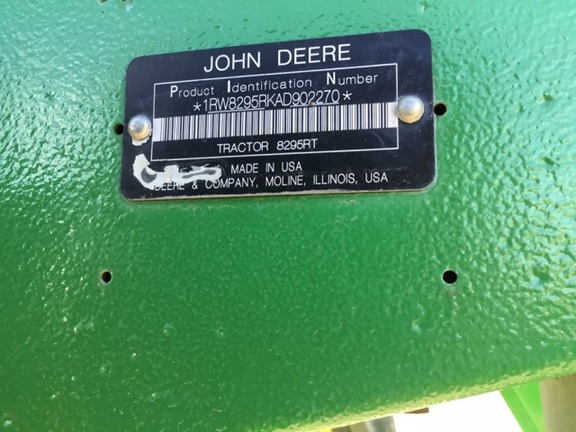 JOHN DEERE
Product Identification Number
*1RW8295RKAD902270*
TRACTOR 8295RT
MADE IN USA
DEERE & COMPANY, MOLINE, ILLINOIS, USA